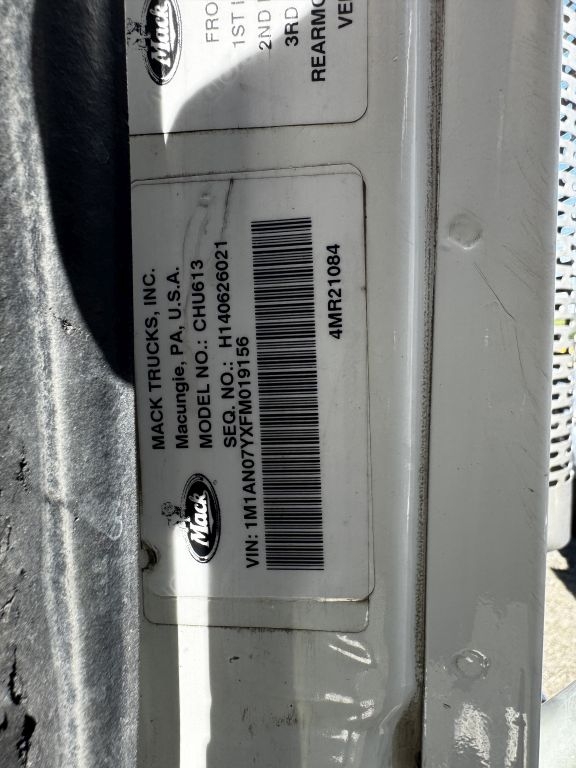 Mack
FRO
1ST I
2ND
3RD
REARMO
VE
MACK TRUCKS, INC.
Macungie, PA, U.S.A.
MODEL NO.: CHU613
SEQ. NO.: H140626021
Mack
VIN: 1M1AN07YXFM019156
4MR21084